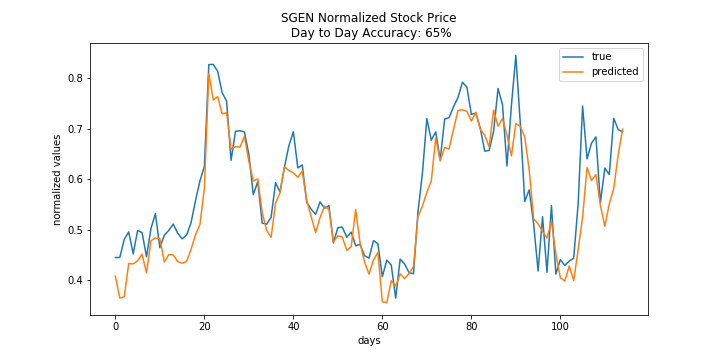 SGEN Normalized Stock Price
Day to Day Accuracy: 65%
true
predicted
normalized values
0.8
0.7
0.6
0.5
0.4
0 20 40 60 80 100
days